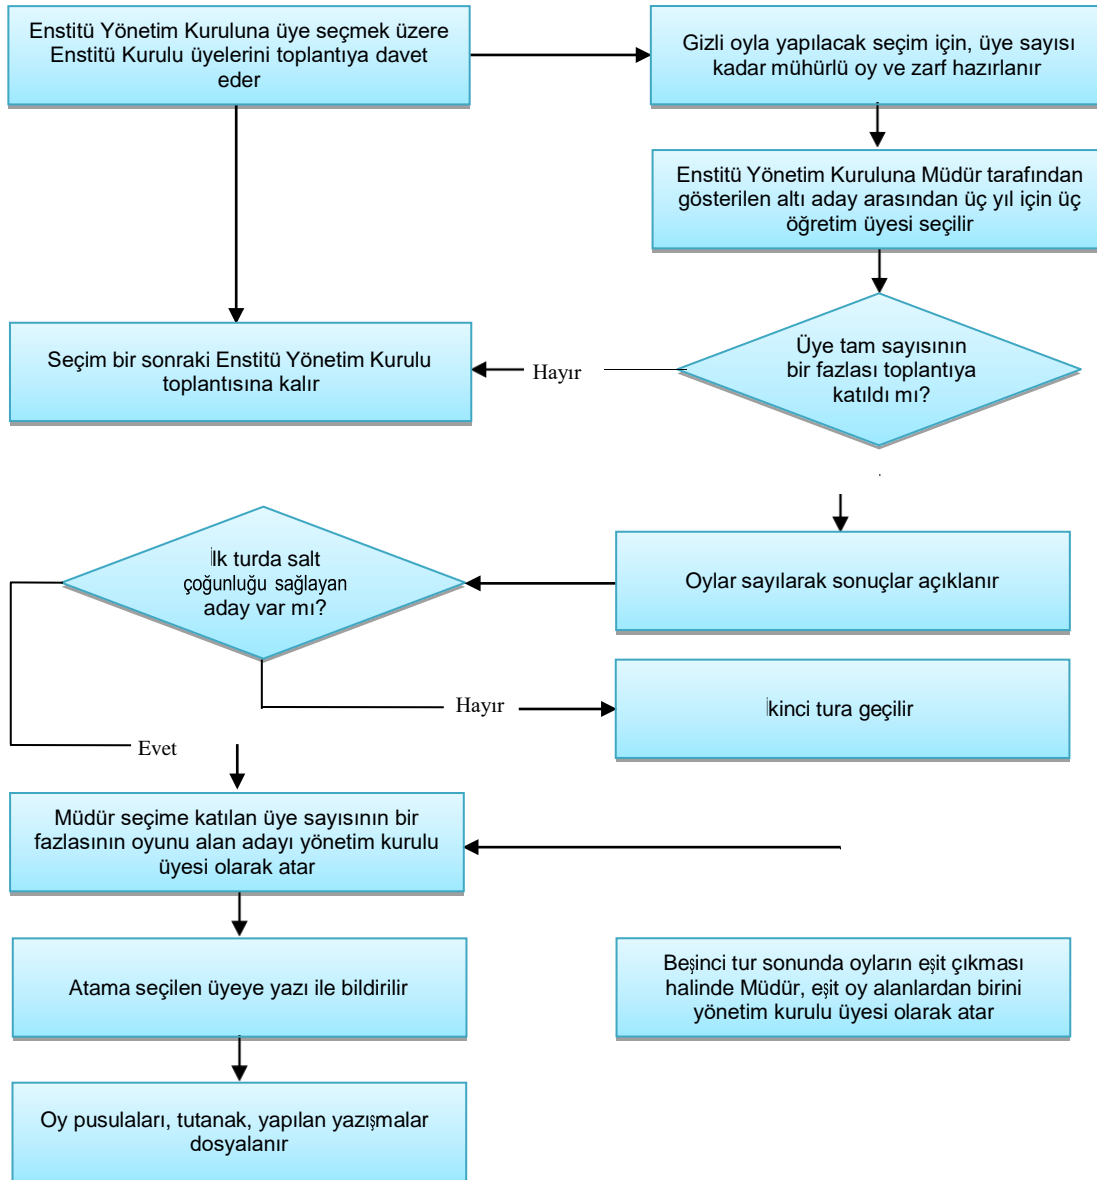 Enstitü Yönetim Kuruluna üye seçmek üzere
Enstitü Kurulu üyelerini toplantıya davet
eder
Gizli oyla yapılacak seçim için, üye sayısı
kadar mühürlü oy ve zarf hazırlanır
Enstitü Yönetim Kuruluna Müdür tarafından
gösterilen altı aday arasından üç yıl için üç
öğretim üyesi seçilir
Üye tam sayısının
bir fazlası toplantıya
katıldı mı?
Hayır
Seçim bir sonraki Enstitü Yönetim Kurulu
toplantısına kalır
Oylar sayılarak sonuçlar açıklanır
İlk turda salt
çoğunluğu sağlayan
aday var mı?
Hayır
İkinci tura geçilir
Evet
Müdür seçime katılan üye sayısının bir
fazlasının oyunu alan adayı yönetim kurulu
üyesi olarak atar
Atama seçilen üyeye yazı ile bildirilir
Beşinci tur sonunda oyların eşit çıkması
halinde Müdür, eşit oy alanlardan birini
yönetim kurulu üyesi olarak atar
Oy pusulaları, tutanak, yapılan yazışmalar
dosyalanır